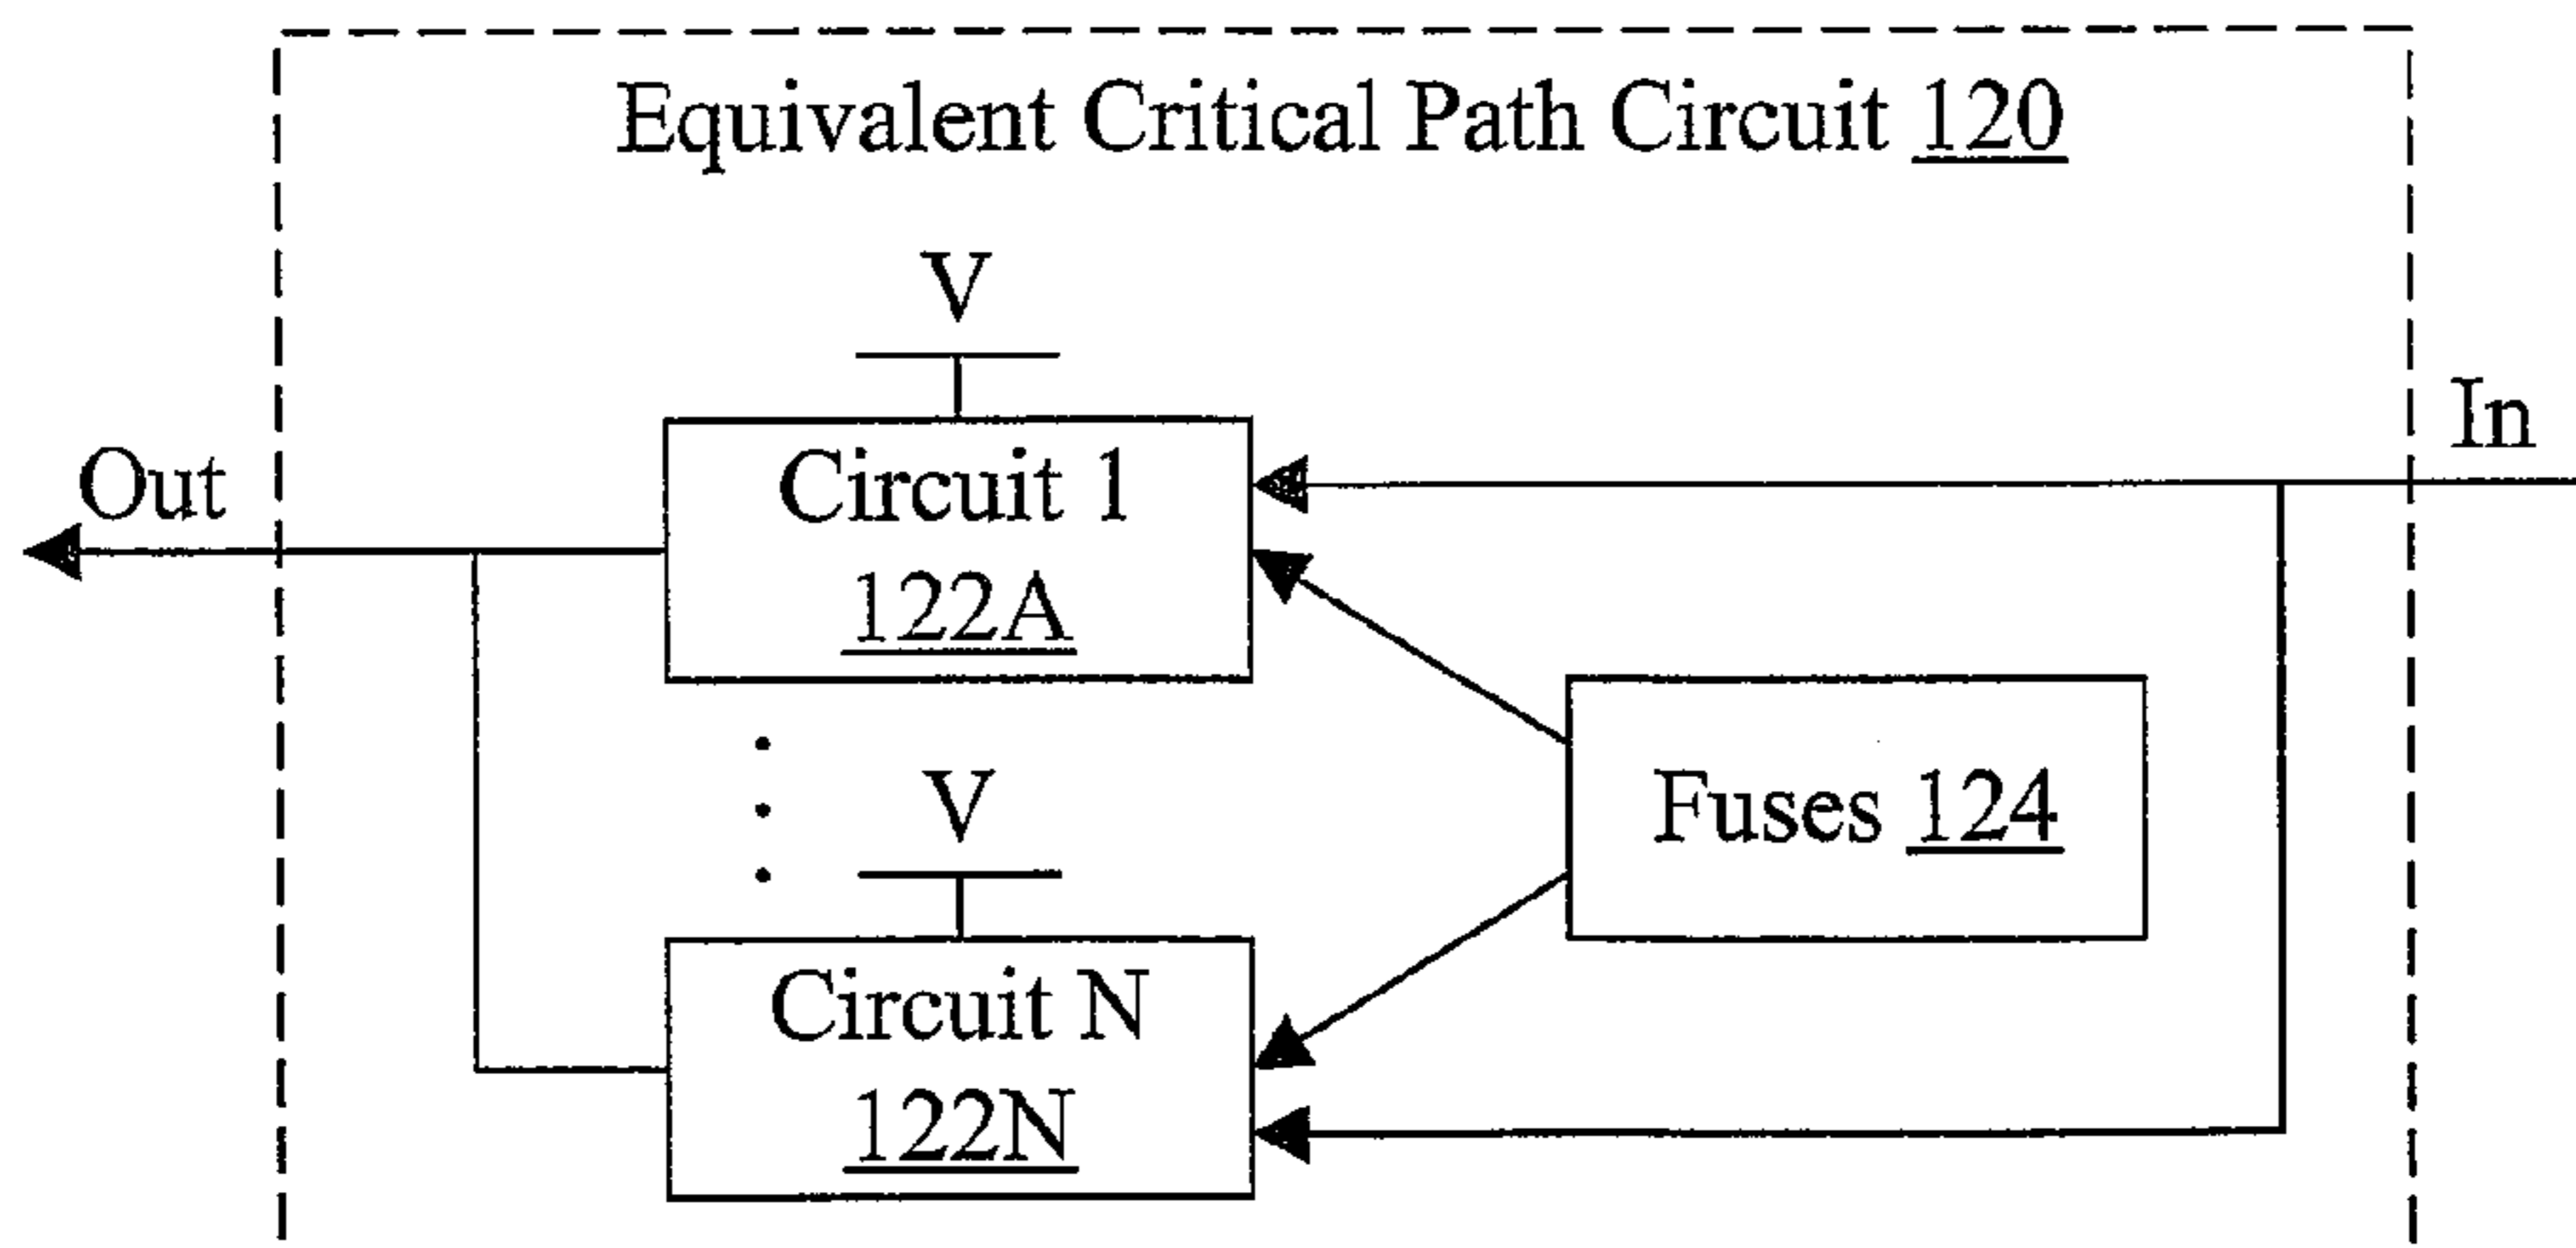 Equivalent Critical Path Circuit 120
V
In
Out
Circuit 1
122A
Fuses 124
V
Circuit N
122N